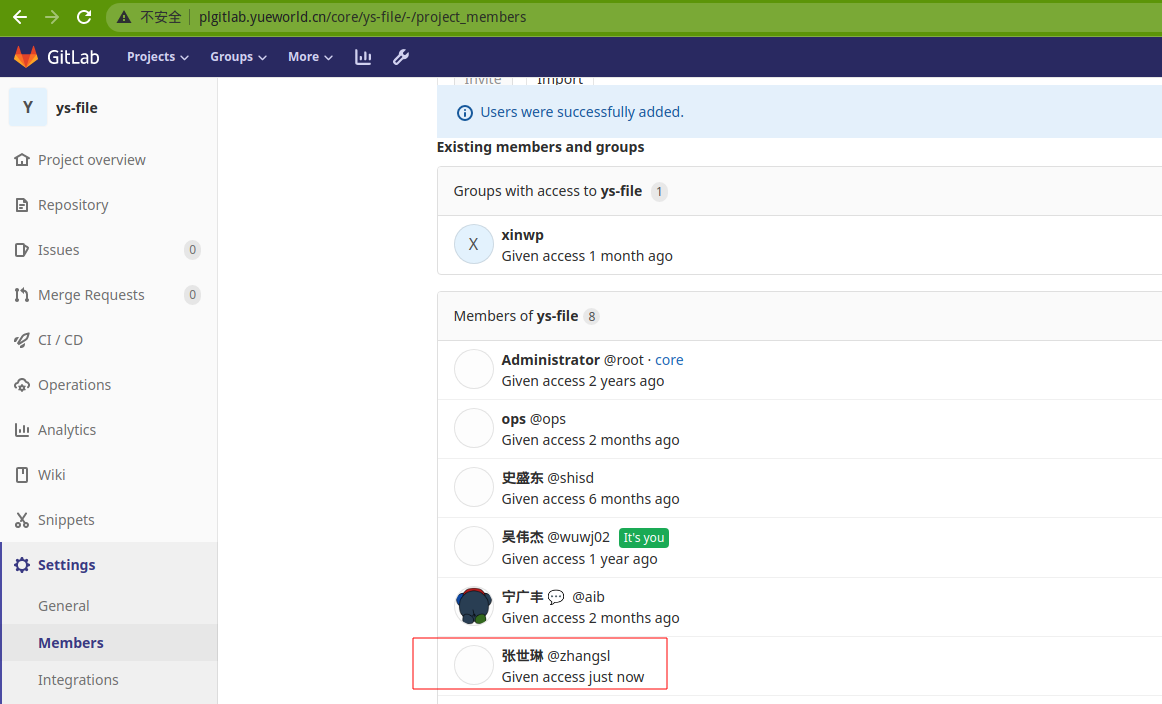 不安全 plgitlab.yueworld.cn/core/ys-file/-/project_members
GitLab Projects Groups More
Y ys-file
Project overview
Repository
Issues 0
Merge Requests 0
CI / CD
Operations
Analytics
Wiki
Snippets
Settings
General
Members
Integrations
Invite Import
Users were successfully added.
Existing members and groups
Groups with access to ys-file 1
X xinwp
Given access 1 month ago
Members of ys-file 8
Administrator @root · core
Given access 2 years ago
ops @ops
Given access 2 months ago
史盛东 @shisd
Given access 6 months ago
吴伟杰 @wuwj02 It's you
Given access 1 year ago
宁广丰 @aib
Given access 2 months ago
张世琳 @zhangsl
Given access just now